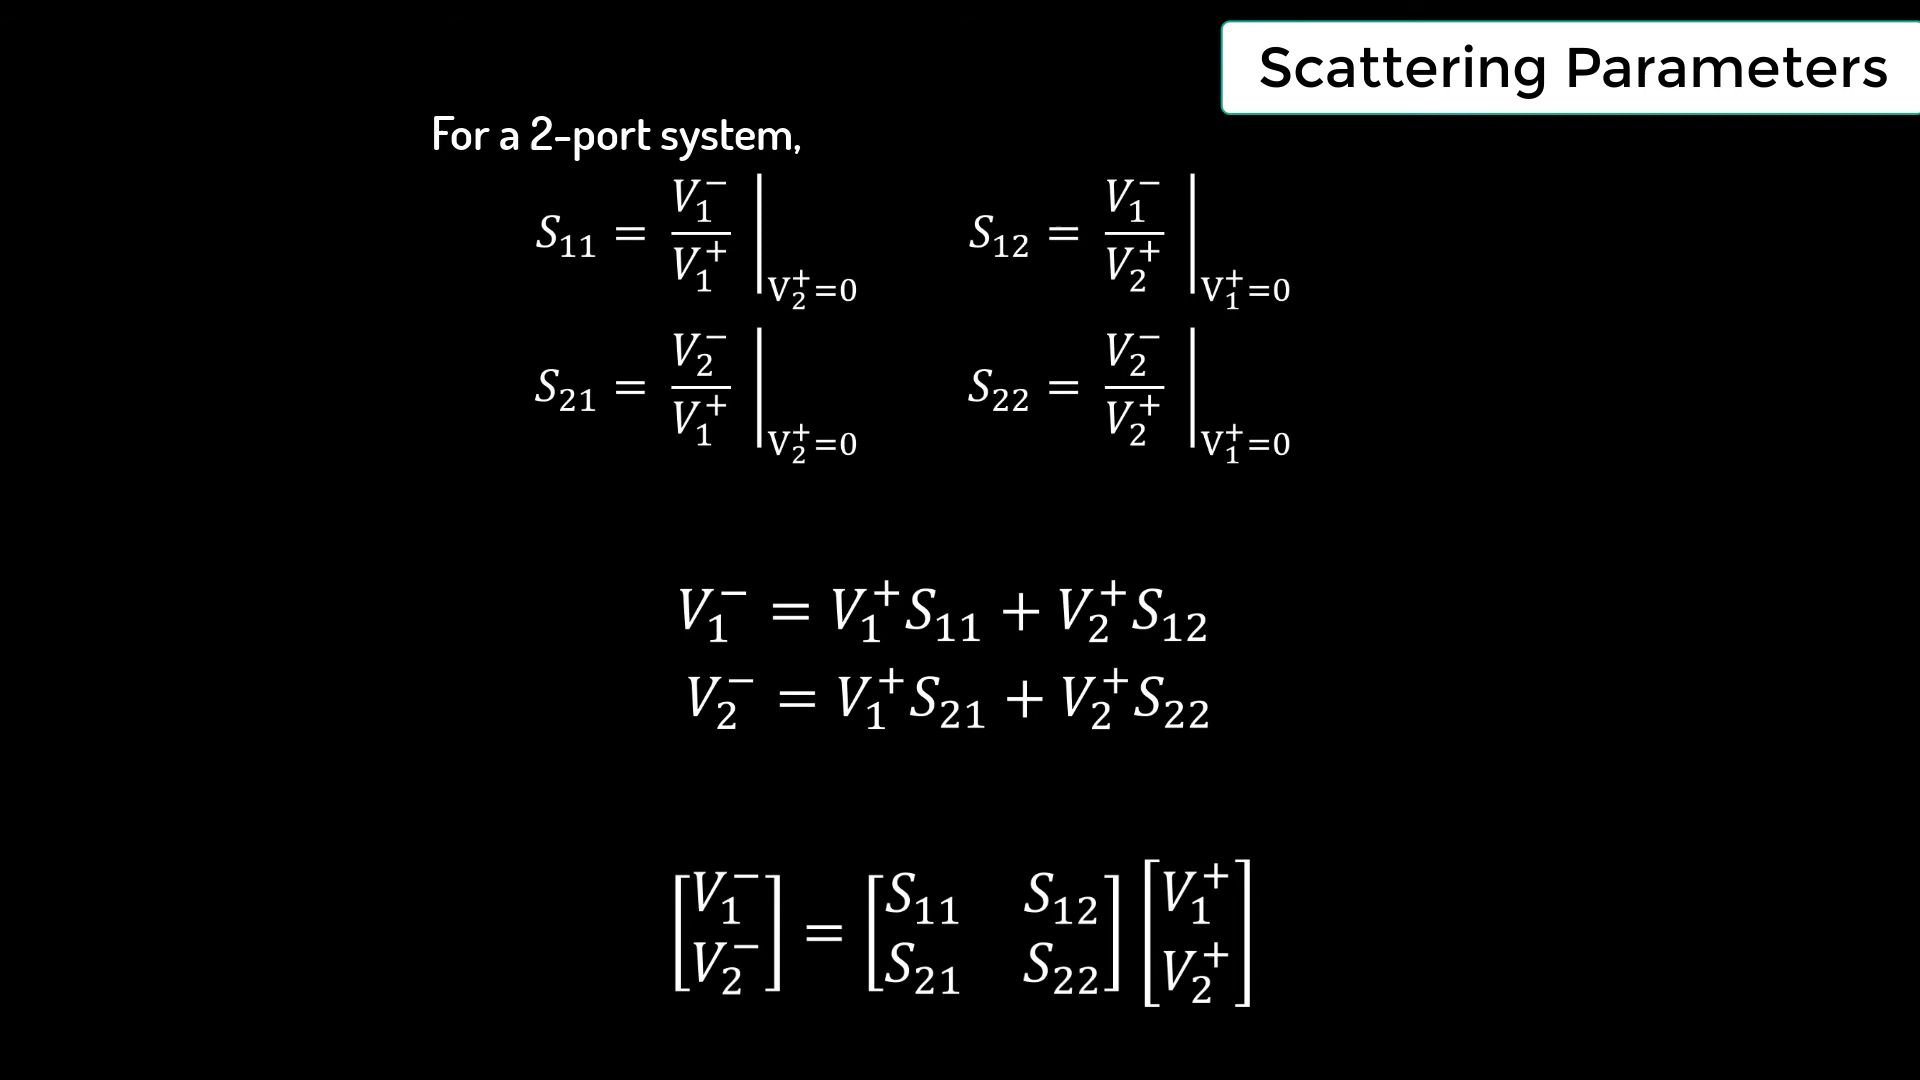 Scattering Parameters
For a 2-port system,
S₁₁ = V₁⁻ / V₁⁺ |V₂⁺=0    S₁₂ = V₁⁻ / V₂⁺ |V₁⁺=0
S₂₁ = V₂⁻ / V₁⁺ |V₂⁺=0    S₂₂ = V₂⁻ / V₂⁺ |V₁⁺=0
V₁⁻ = V₁⁺S₁₁ + V₂⁺S₁₂
V₂⁻ = V₁⁺S₂₁ + V₂⁺S₂₂
[V₁⁻ ; V₂⁻] = [S₁₁ S₁₂ ; S₂₁ S₂₂] [V₁⁺ ; V₂⁺]